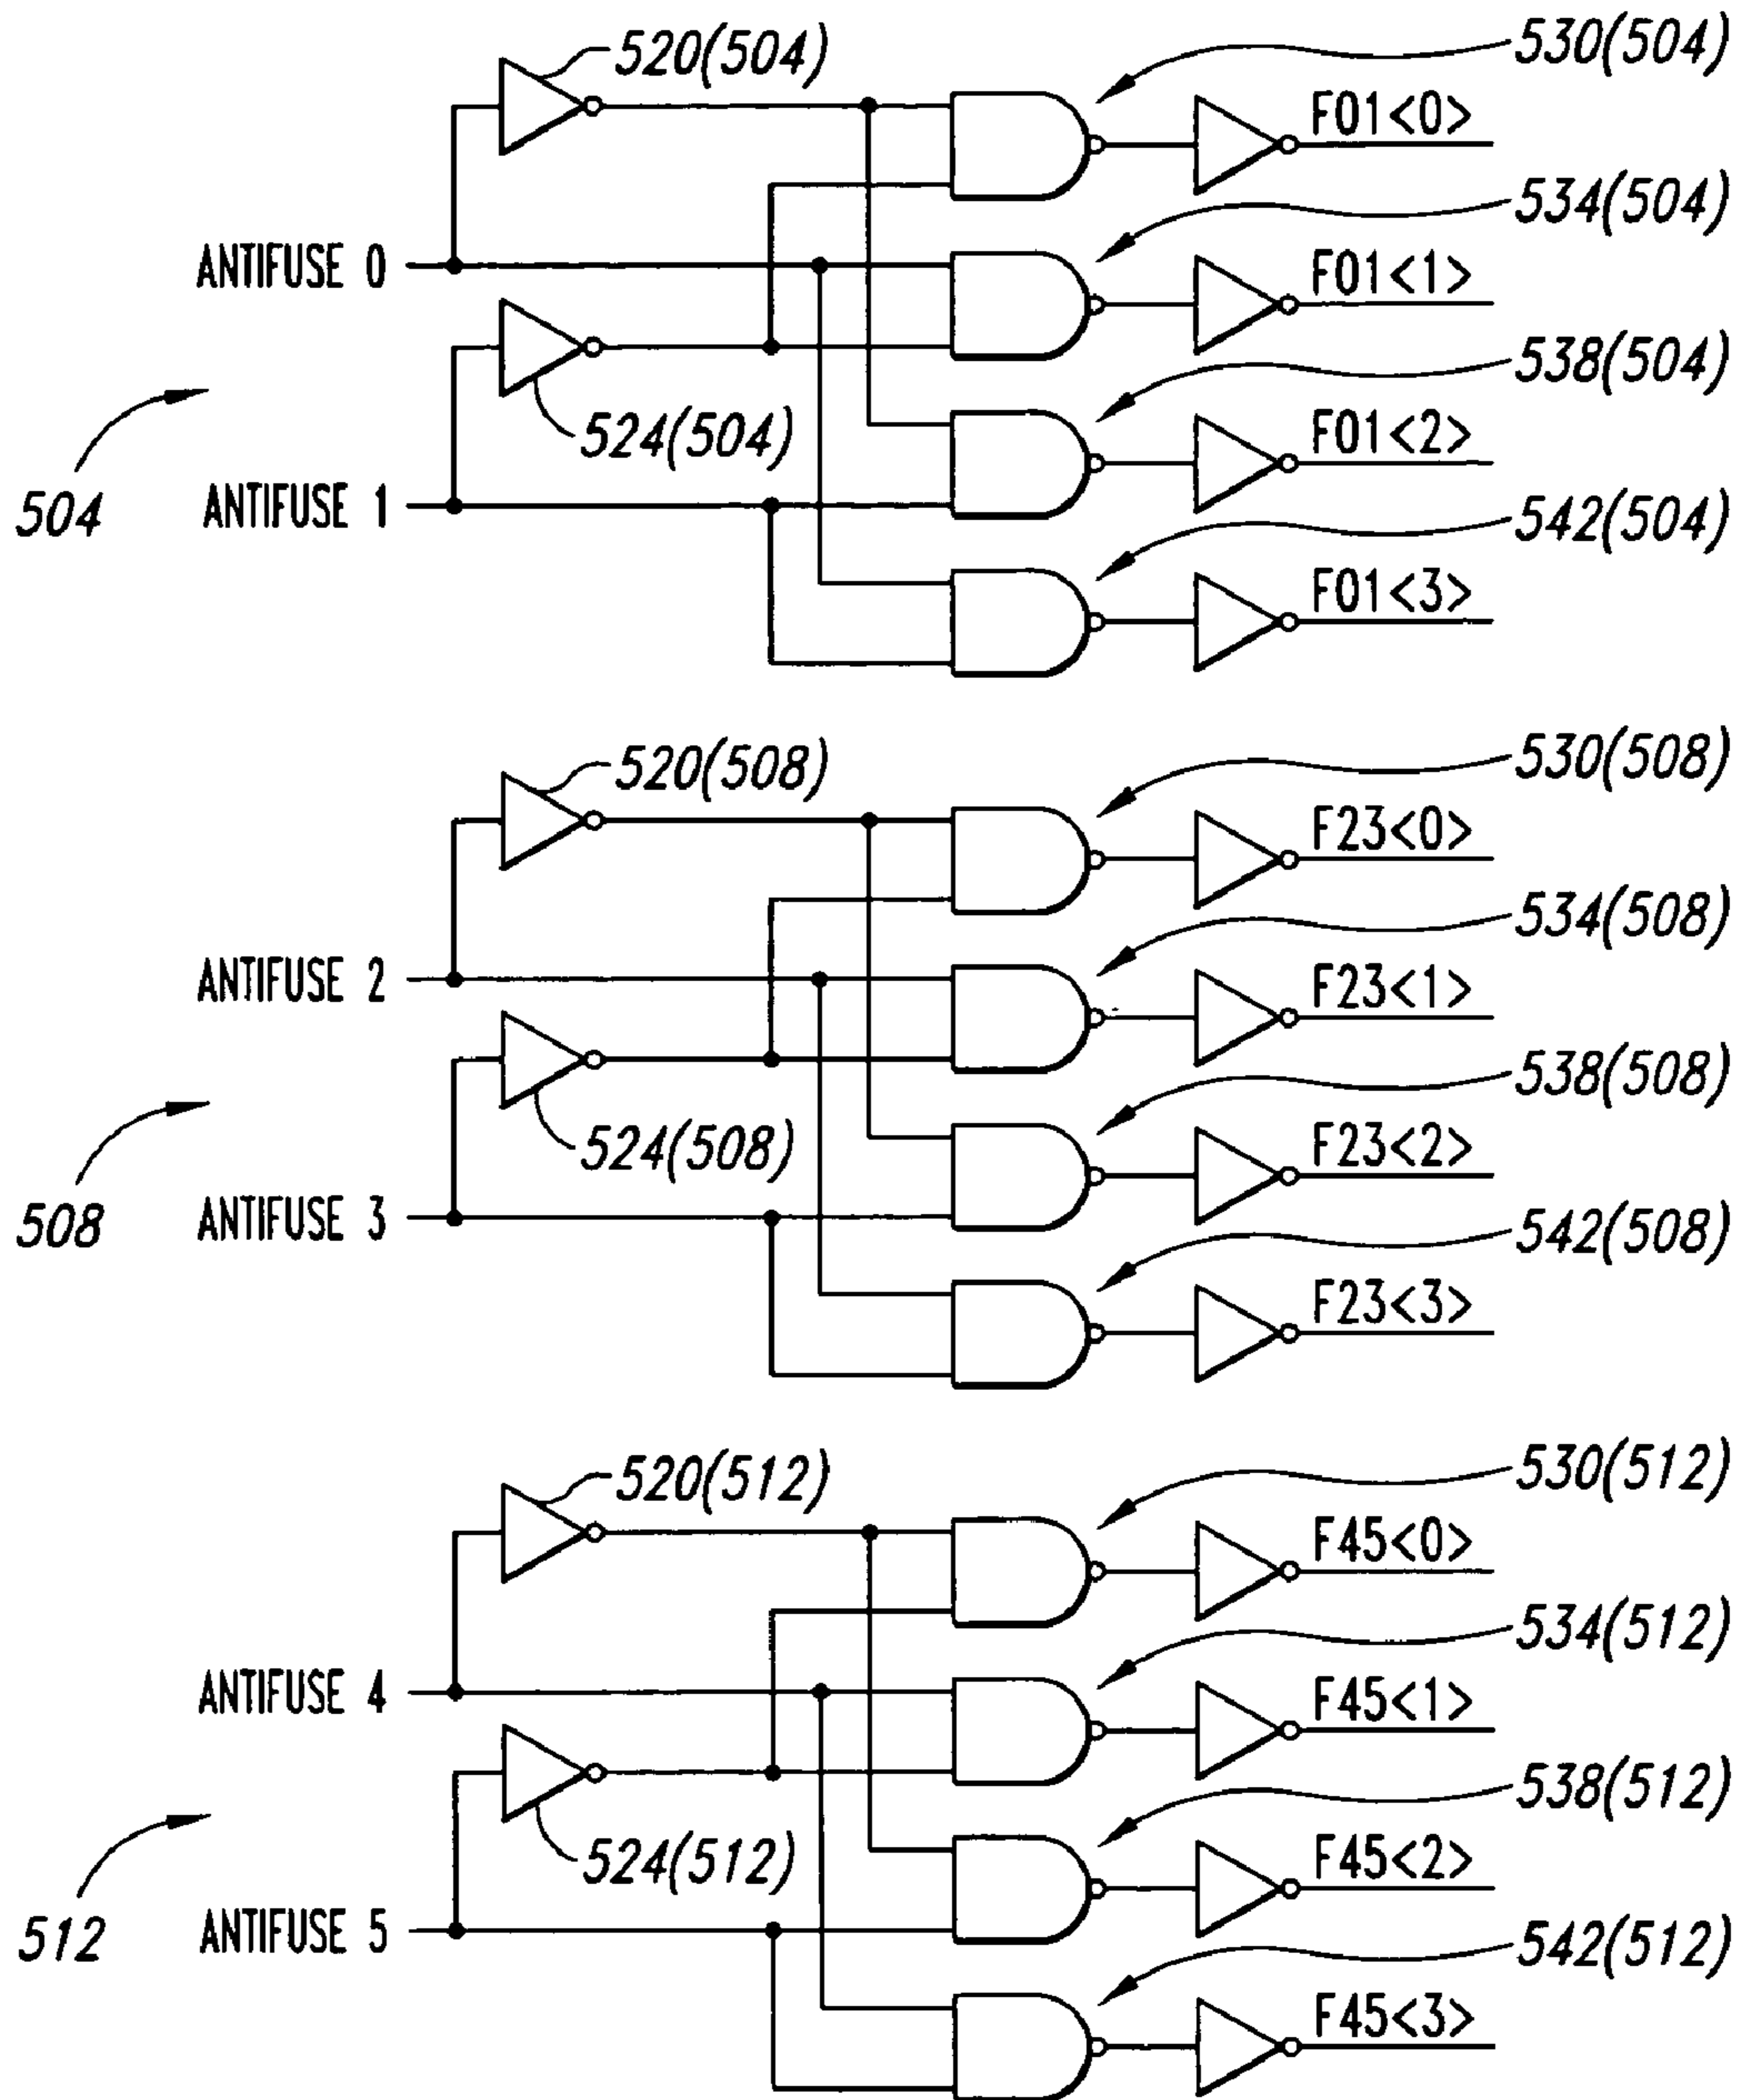 520(504)
530(504)
F01<0>
534(504)
ANTIFUSE 0
F01<1>
538(504)
524(504)
F01<2>
504
ANTIFUSE 1
542(504)
F01<3>
520(508)
530(508)
F23<0>
534(508)
ANTIFUSE 2
F23<1>
538(508)
524(508)
F23<2>
508
ANTIFUSE 3
542(508)
F23<3>
520(512)
530(512)
F45<0>
534(512)
ANTIFUSE 4
F45<1>
538(512)
524(512)
F45<2>
512
ANTIFUSE 5
542(512)
F45<3>